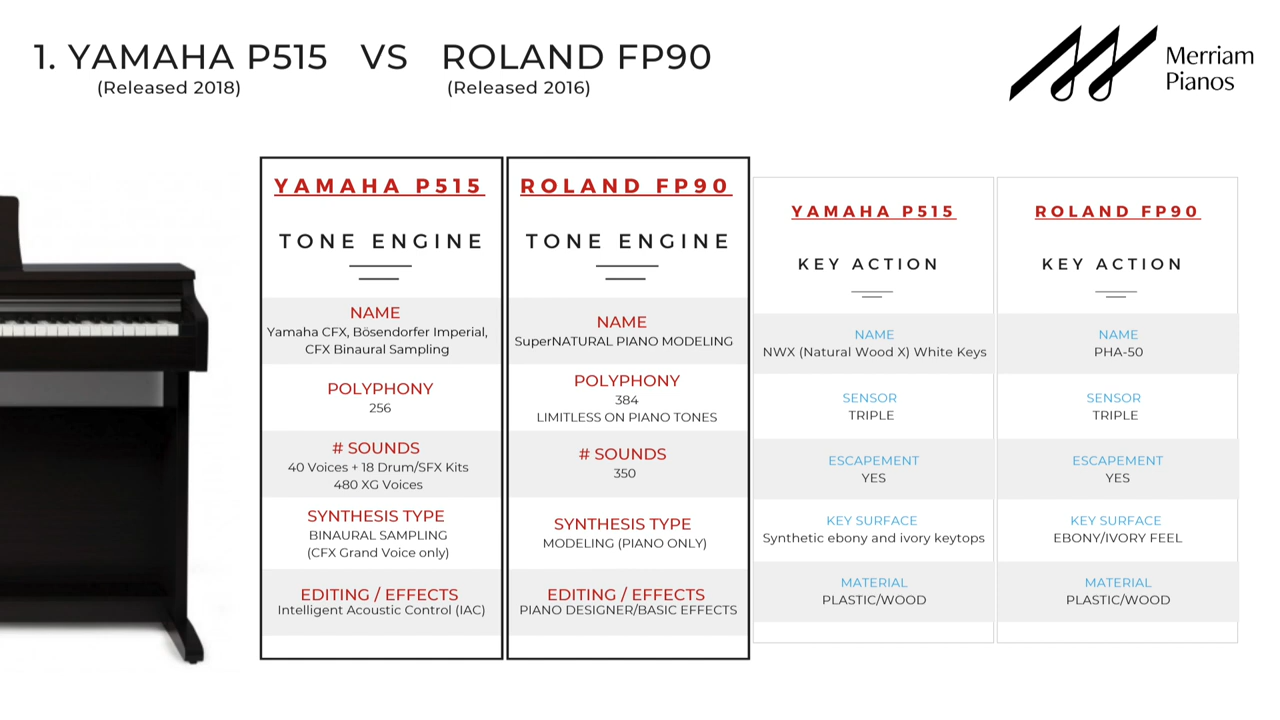 1. YAMAHA P515 VS ROLAND FP90
(Released 2018) (Released 2016)
Merriam
Pianos
YAMAHA P515
TONE ENGINE
NAME
Yamaha CFX, Bösendorfer Imperial,
CFX Binaural Sampling
POLYPHONY
256
# SOUNDS
40 Voices + 18 Drum/SFX Kits
480 XG Voices
SYNTHESIS TYPE
BINAURAL SAMPLING
(CFX Grand Voice only)
EDITING / EFFECTS
Intelligent Acoustic Control (IAC)
ROLAND FP90
TONE ENGINE
NAME
SuperNATURAL PIANO MODELING
POLYPHONY
384
LIMITLESS ON PIANO TONES
# SOUNDS
350
SYNTHESIS TYPE
MODELING (PIANO ONLY)
EDITING / EFFECTS
PIANO DESIGNER/BASIC EFFECTS
YAMAHA P515
KEY ACTION
NAME
NWX (Natural Wood X) White Keys
SENSOR
TRIPLE
ESCAPEMENT
YES
KEY SURFACE
Synthetic ebony and ivory keytops
MATERIAL
PLASTIC/WOOD
ROLAND FP90
KEY ACTION
NAME
PHA-50
SENSOR
TRIPLE
ESCAPEMENT
YES
KEY SURFACE
EBONY/IVORY FEEL
MATERIAL
PLASTIC/WOOD